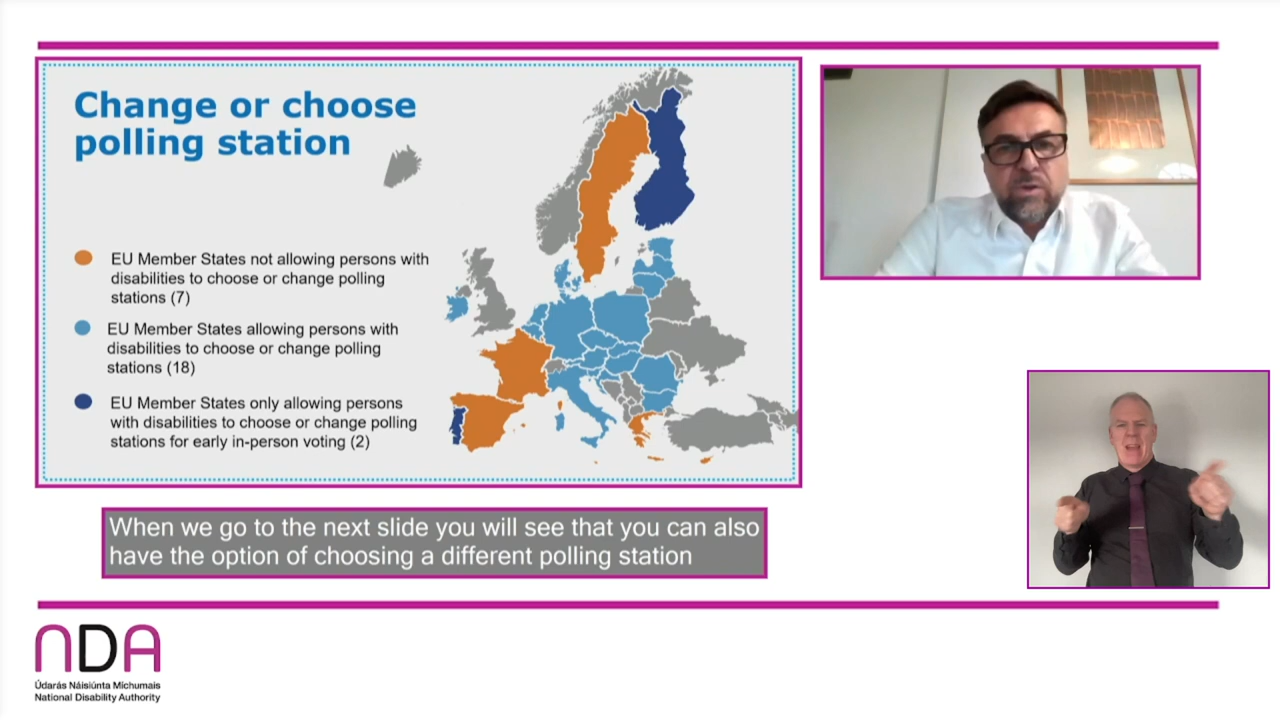 Change or choose
polling station
EU Member States not allowing persons with
disabilities to choose or change polling
stations (7)
EU Member States allowing persons with
disabilities to choose or change polling
stations (18)
EU Member States only allowing persons
with disabilities to choose or change polling
stations for early in-person voting (2)
When we go to the next slide you will see that you can also
have the option of choosing a different polling station
NDA
Údarás Náisiúnta Míchumais
National Disability Authority